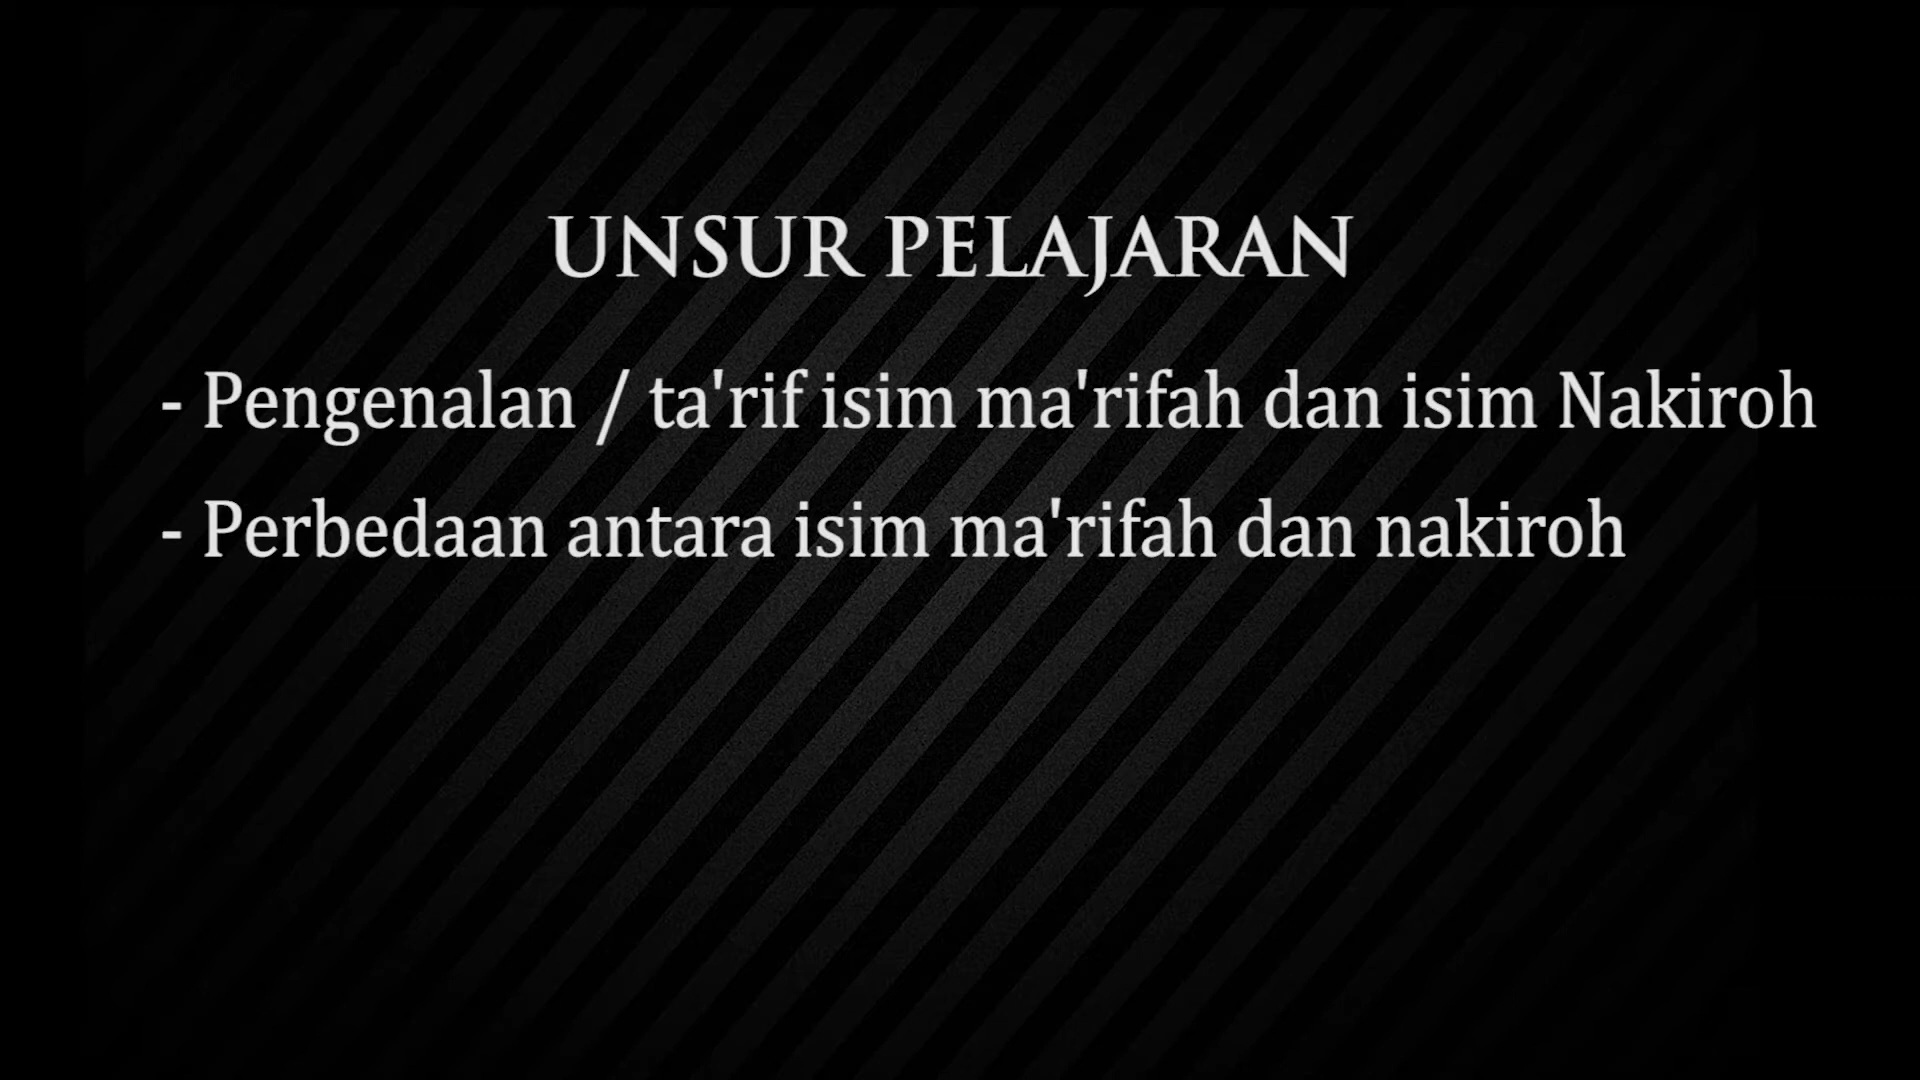 UNSUR PELAJARAN
- Pengenalan / ta'rif isim ma'rifah dan isim Nakiroh
- Perbedaan antara isim ma'rifah dan nakiroh